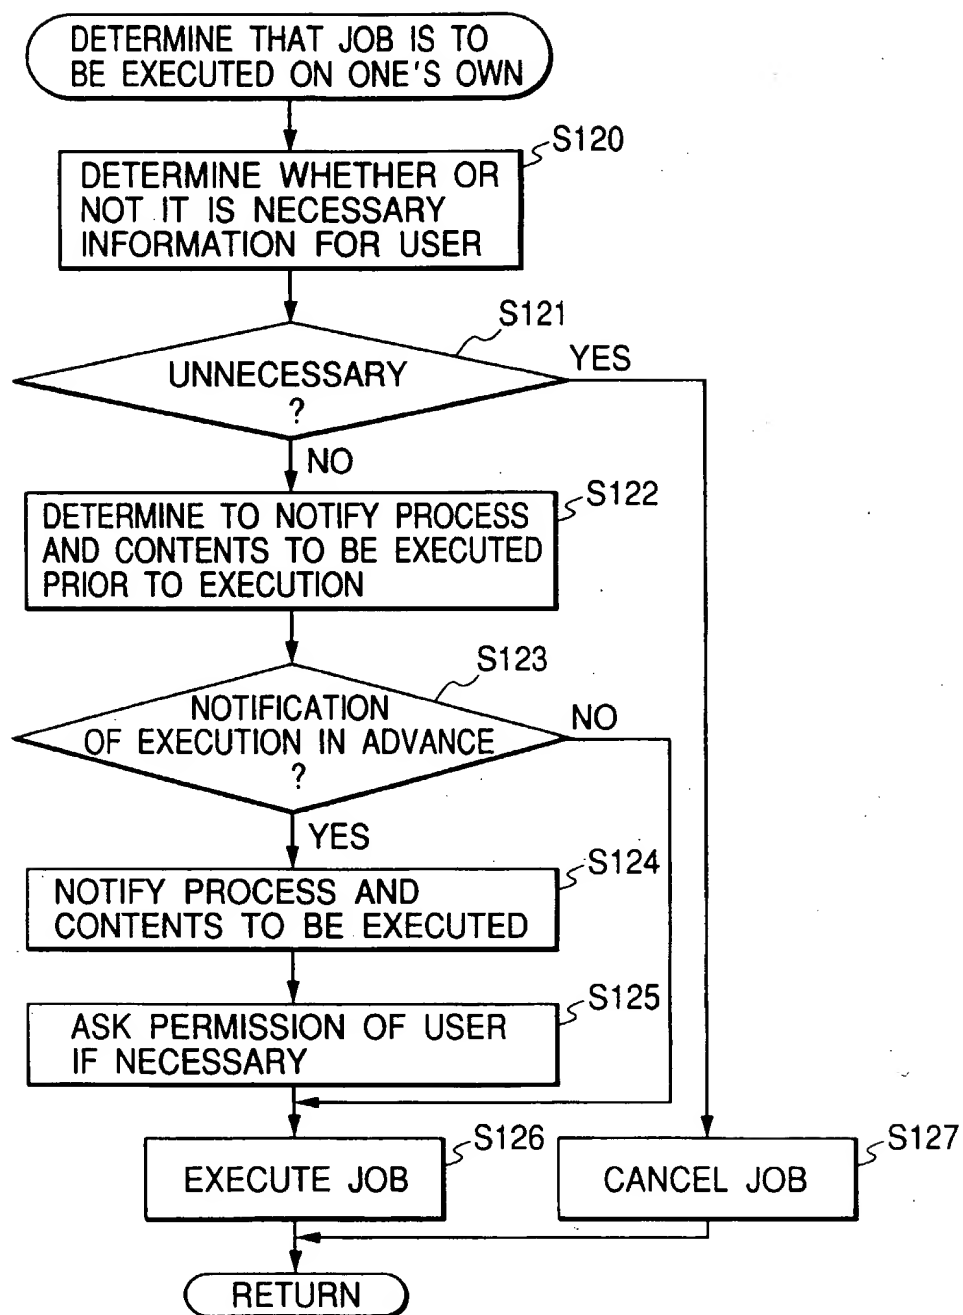 DETERMINE THAT JOB IS TO
BE EXECUTED ON ONE'S OWN
S120
DETERMINE WHETHER OR
NOT IT IS NECESSARY
INFORMATION FOR USER
S121
UNNECESSARY
?
YES
NO
S122
DETERMINE TO NOTIFY PROCESS
AND CONTENTS TO BE EXECUTED
PRIOR TO EXECUTION
S123
NOTIFICATION
OF EXECUTION IN ADVANCE
?
NO
YES
S124
NOTIFY PROCESS AND
CONTENTS TO BE EXECUTED
S125
ASK PERMISSION OF USER
IF NECESSARY
S126
EXECUTE JOB
S127
CANCEL JOB
RETURN